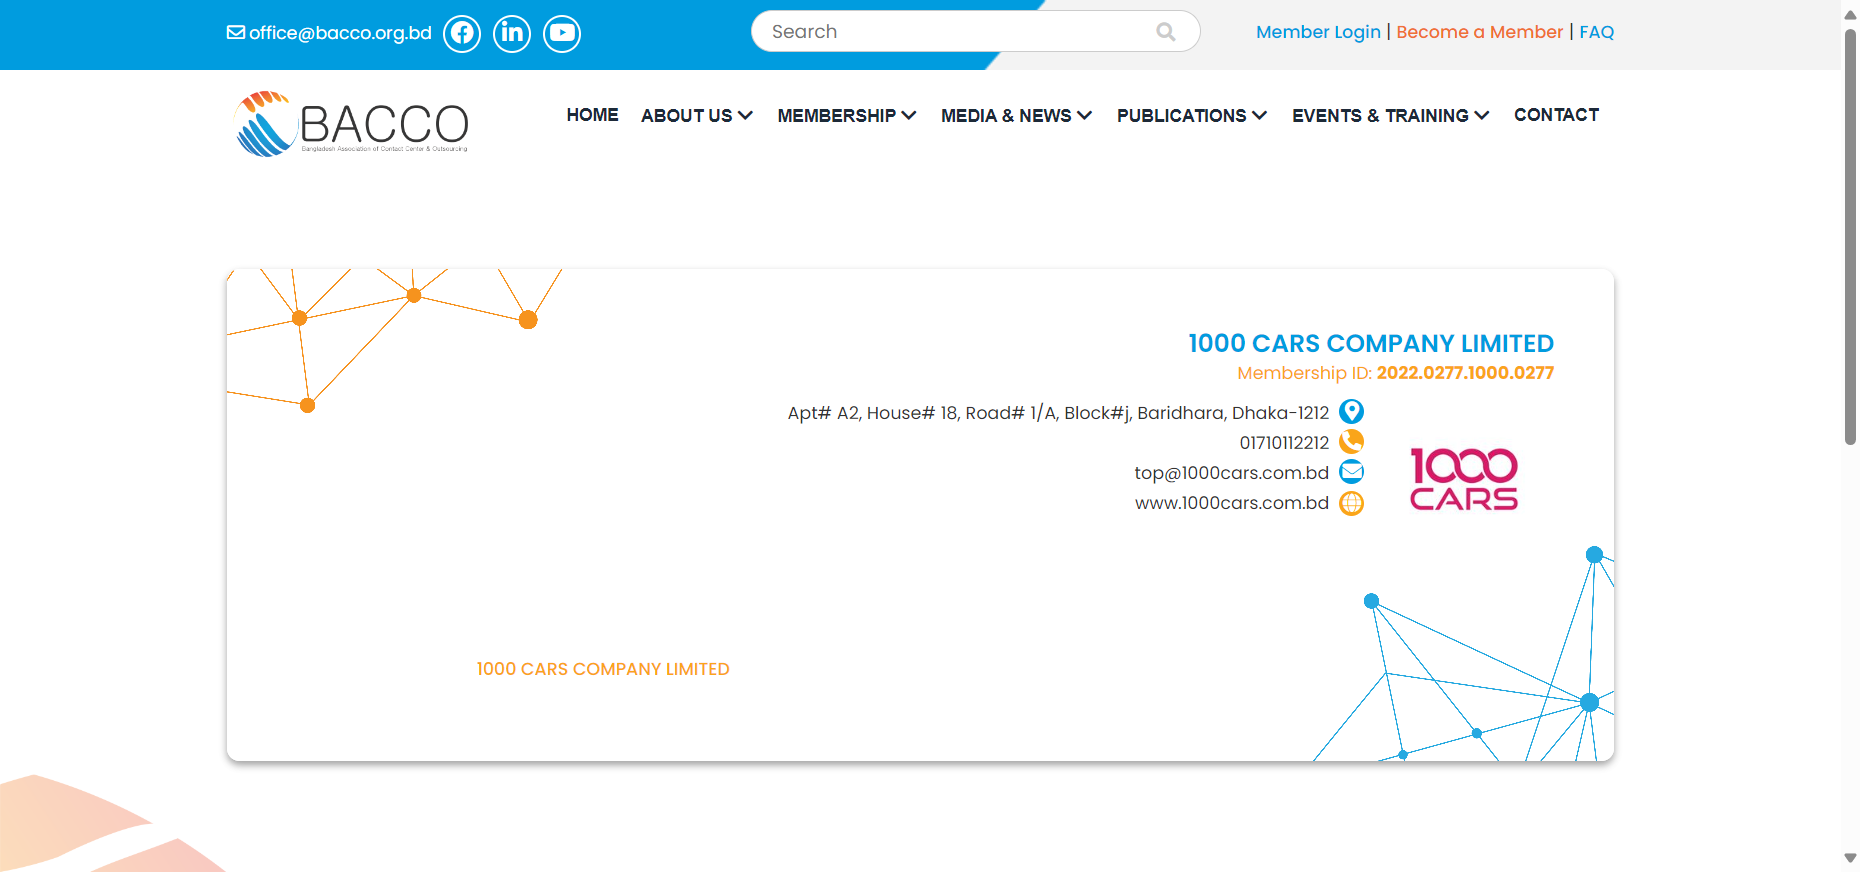 office@bacco.org.bd
Search
Member Login | Become a Member | FAQ
BACCO
Bangladesh Association of Contact Center & Outsourcing
HOME ABOUT US MEMBERSHIP MEDIA & NEWS PUBLICATIONS EVENTS & TRAINING CONTACT
1000 CARS COMPANY LIMITED
Membership ID: 2022.0277.1000.0277
Apt# A2, House# 18, Road# 1/A, Block#j, Baridhara, Dhaka-1212
01710112212
top@1000cars.com.bd
www.1000cars.com.bd
1000
CARS
1000 CARS COMPANY LIMITED